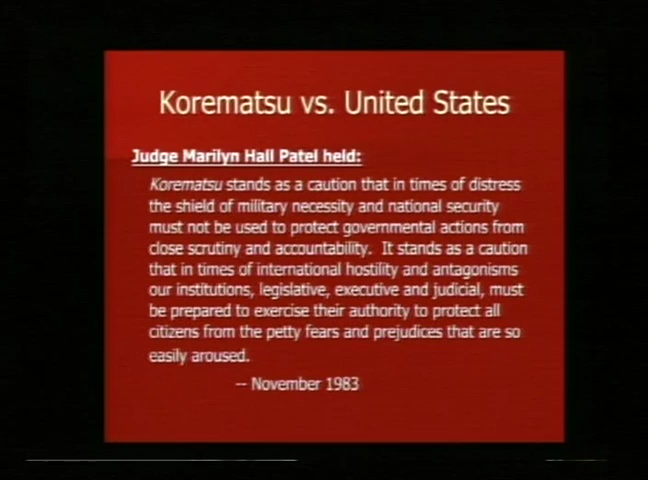 Korematsu vs. United States
Judge Marilyn Hall Patel held:
Korematsu stands as a caution that in times of distress
the shield of military necessity and national security
must not be used to protect governmental actions from
close scrutiny and accountability. It stands as a caution
that in times of international hostility and antagonisms
our institutions, legislative, executive and judicial, must
be prepared to exercise their authority to protect all
citizens from the petty fears and prejudices that are so
easily aroused.
-- November 1983